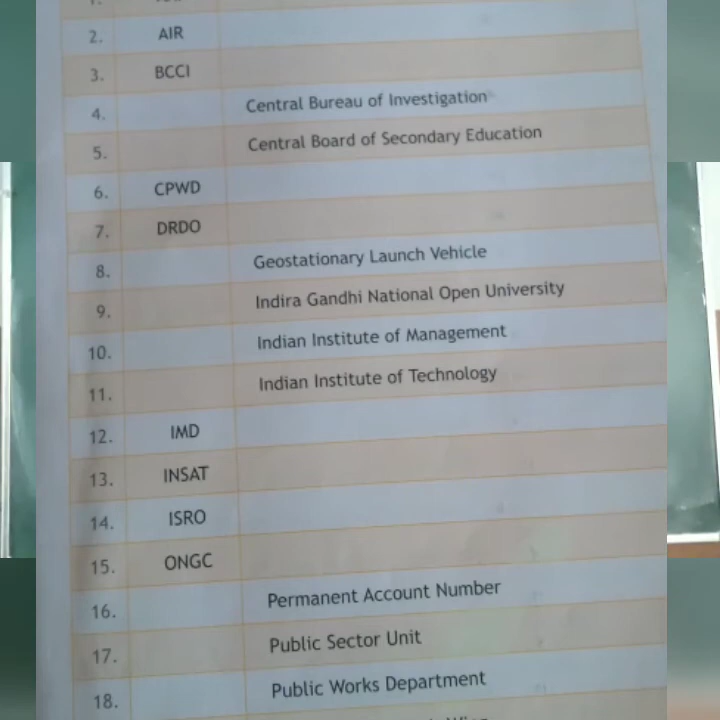 1.
2. AIR
3. BCCI
4. Central Bureau of Investigation
5. Central Board of Secondary Education
6. CPWD
7. DRDO
8. Geostationary Launch Vehicle
9. Indira Gandhi National Open University
10. Indian Institute of Management
11. Indian Institute of Technology
12. IMD
13. INSAT
14. ISRO
15. ONGC
16. Permanent Account Number
17. Public Sector Unit
18. Public Works Department